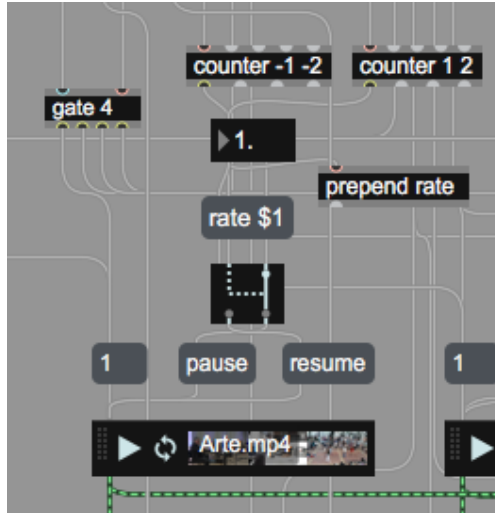 counter -1 -2
counter 1 2
gate 4
1.
prepend rate
rate $1
1
pause
resume
1
Arte.mp4